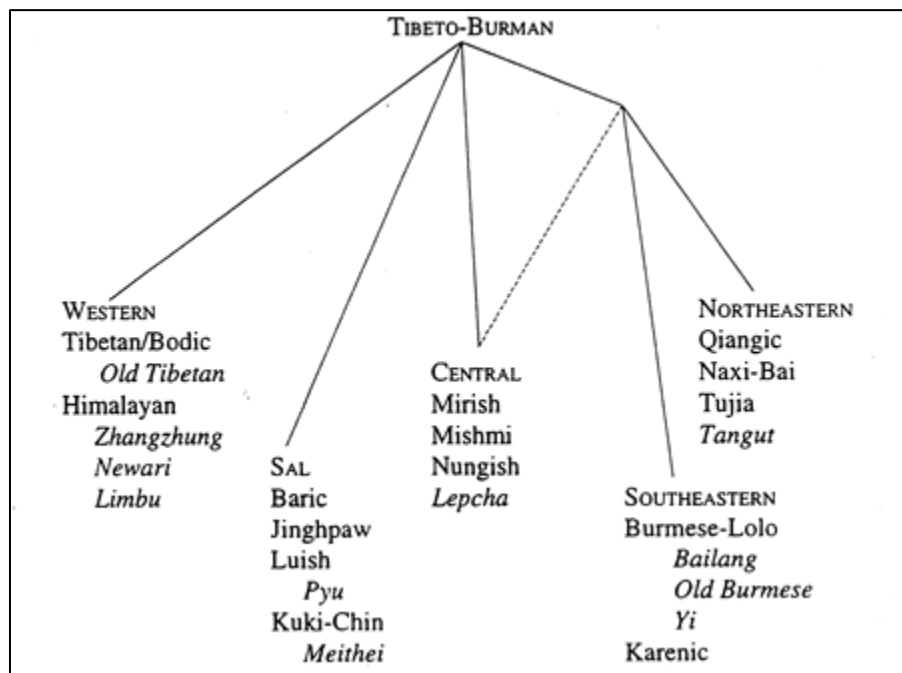 TIBETO-BURMAN
WESTERN
Tibetan/Bodic
Old Tibetan
Himalayan
Zhangzhung
Newari
Limbu
SAL
Baric
Jinghpaw
Luish
Pyu
Kuki-Chin
Meithei
CENTRAL
Mirish
Mishmi
Nungish
Lepcha
SOUTHEASTERN
Burmese-Lolo
Bailang
Old Burmese
Yi
Karenic
NORTHEASTERN
Qiangic
Naxi-Bai
Tujia
Tangut